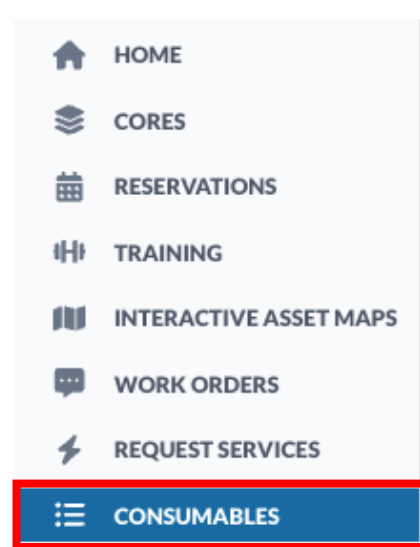 HOME
CORES
RESERVATIONS
TRAINING
INTERACTIVE ASSET MAPS
WORK ORDERS
REQUEST SERVICES
CONSUMABLES